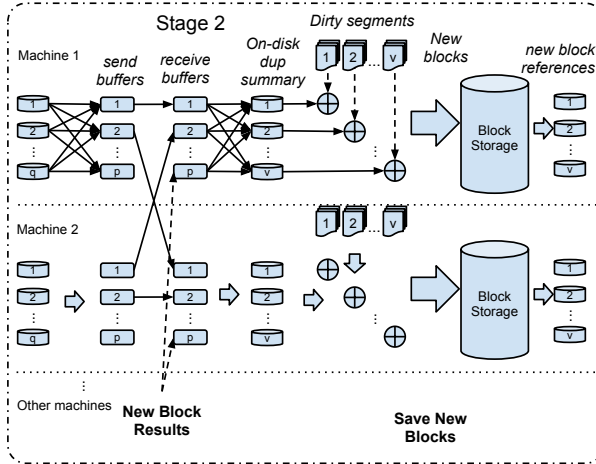 Stage 2
Dirty segments
Machine 1
send
buffers
receive
buffers
On-disk
dup
summary
1 2 ... v
New
blocks
new block
references
1 1 1 1 1
2 2 2 2 2
... ... ... ... ...
q p p v v
Block
Storage
Machine 2
1 2 ... v
1 1 1 1 1
2 2 2 2 2
... ... ... ... ...
q p p v v
Block
Storage
...
Other machines
New Block
Results
Save New
Blocks